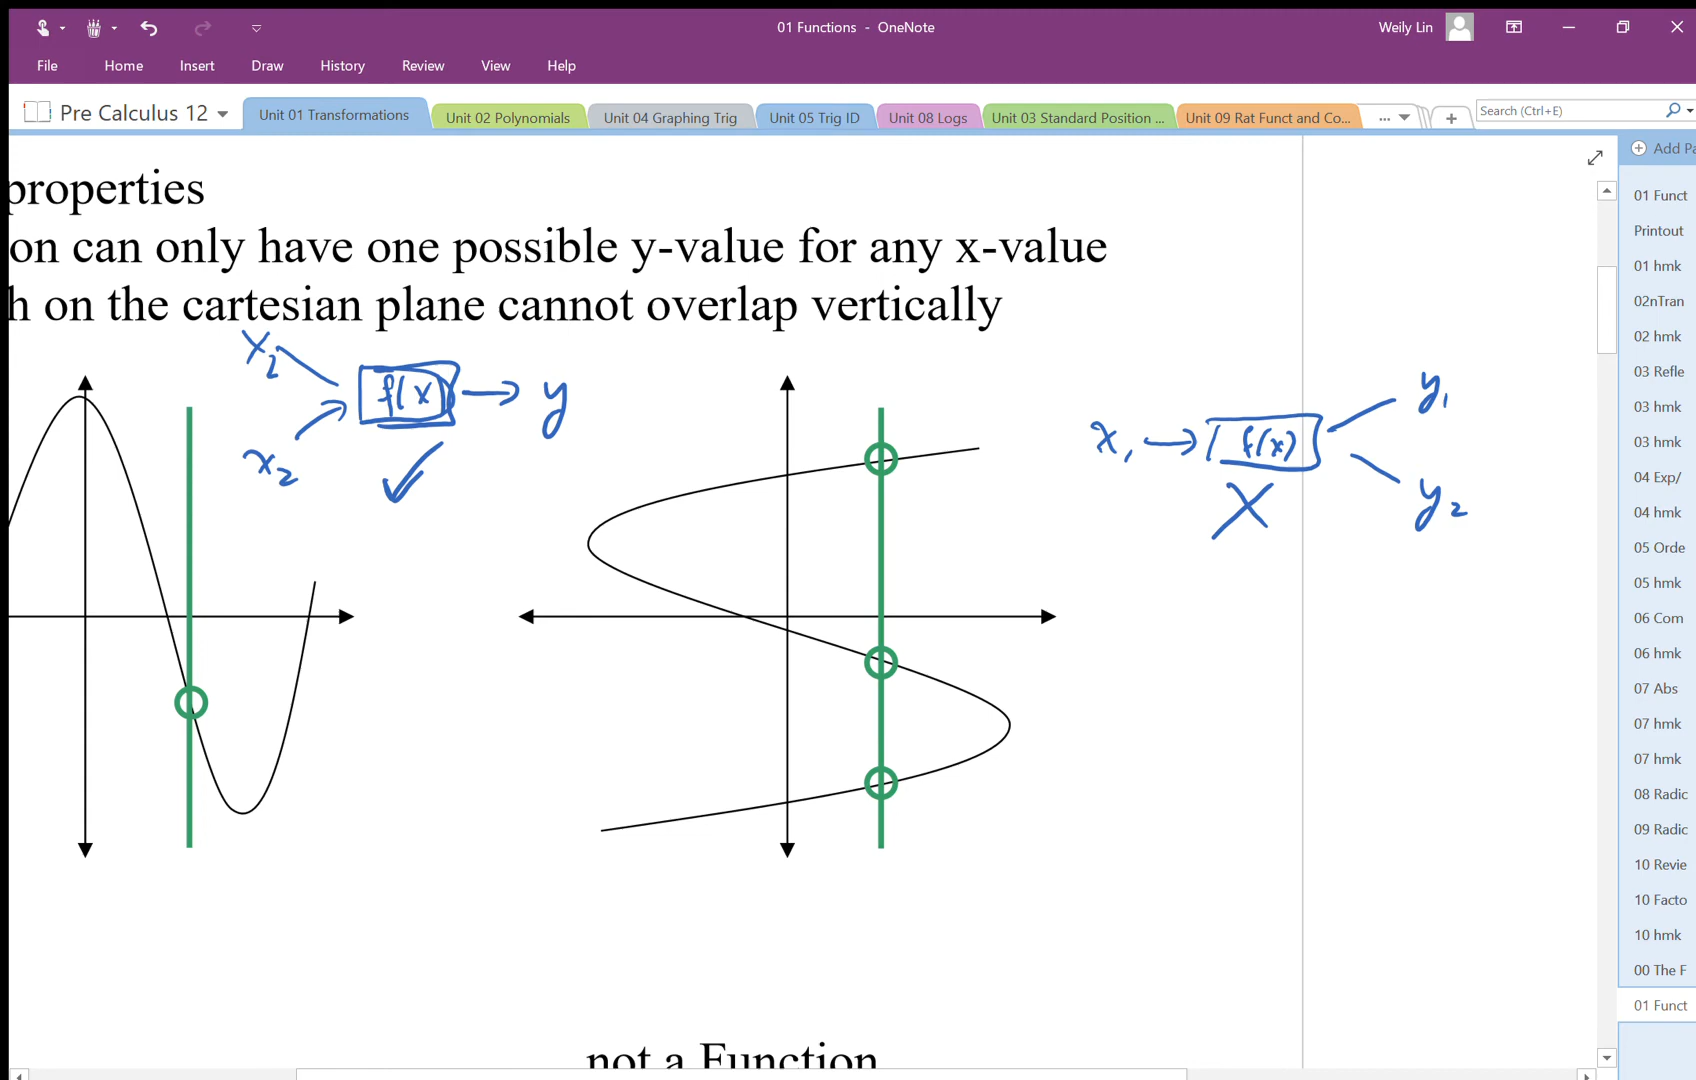 01 Functions - OneNote
Weily Lin
File Home Insert Draw History Review View Help
Pre Calculus 12
Unit 01 Transformations
Unit 02 Polynomials
Unit 04 Graphing Trig
Unit 05 Trig ID
Unit 08 Logs
Unit 03 Standard Position ...
Unit 09 Rat Funct and Co...
...
+
Search (Ctrl+E)
properties
on can only have one possible y-value for any x-value
h on the cartesian plane cannot overlap vertically
x₂
f(x) → y
x₂
x₁ → f(x)
y₁
y₂
X
not a Function
Add Pa
01 Funct
Printout
01 hmk
02nTran
02 hmk
03 Refle
03 hmk
03 hmk
04 Exp/
04 hmk
05 Orde
05 hmk
06 Com
06 hmk
07 Abs
07 hmk
07 hmk
08 Radic
09 Radic
10 Revie
10 Facto
10 hmk
00 The F
01 Funct